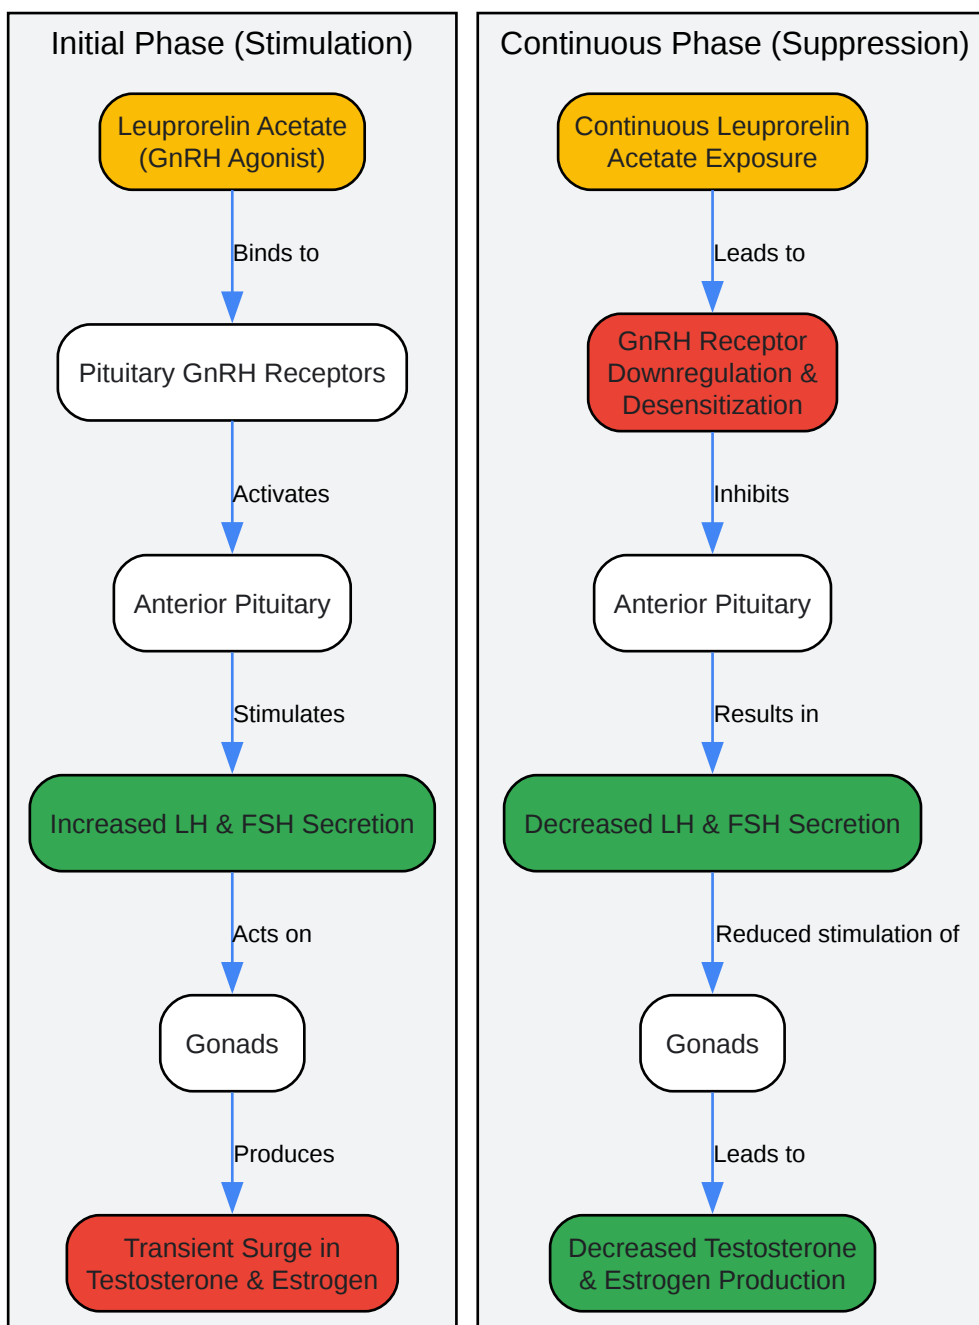 Initial Phase (Stimulation)
Leuprorelin Acetate
(GnRH Agonist)
Binds to
Pituitary GnRH Receptors
Activates
Anterior Pituitary
Stimulates
Increased LH & FSH Secretion
Acts on
Gonads
Produces
Transient Surge in
Testosterone & Estrogen
Continuous Phase (Suppression)
Continuous Leuprorelin
Acetate Exposure
Leads to
GnRH Receptor
Downregulation &
Desensitization
Inhibits
Anterior Pituitary
Results in
Decreased LH & FSH Secretion
Reduced stimulation of
Gonads
Leads to
Decreased Testosterone
& Estrogen Production